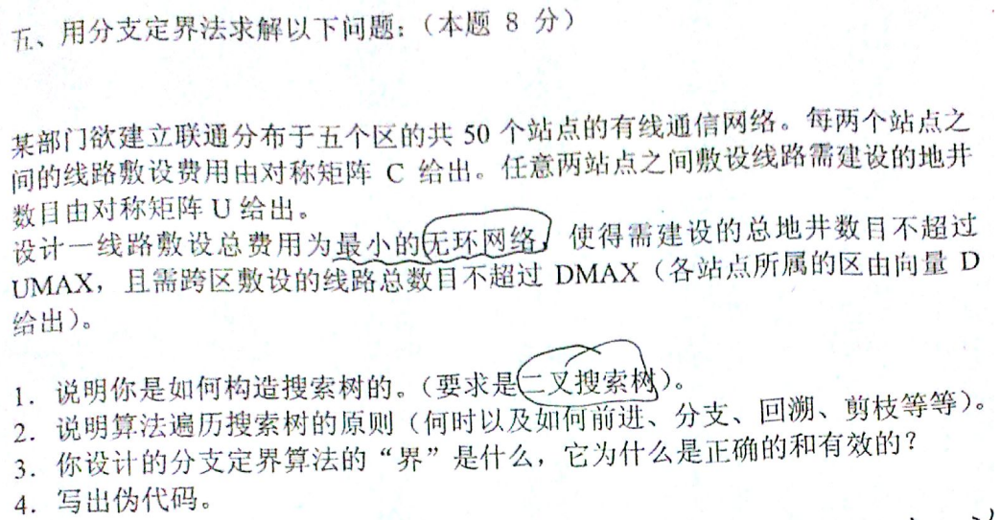 五、用分支定界法求解以下问题：（本题 8 分）
某部门欲建立联通分布于五个区的共 50 个站点的有线通信网络。每两个站点之
间的线路敷设费用由对称矩阵 C 给出。任意两站点之间敷设线路需建设的地井
数目由对称矩阵 U 给出。
设计一线路敷设总费用为最小的无环网络，使得需建设的总地井数目不超过
UMAX，且需跨区敷设的线路总数目不超过 DMAX（各站点所属的区由向量 D
给出）。
1．说明你是如何构造搜索树的。（要求是二叉搜索树）。
2．说明算法遍历搜索树的原则（何时以及如何前进、分支、回溯、剪枝等等）。
3．你设计的分支定界算法的“界”是什么，它为什么是正确的和有效的？
4．写出伪代码。